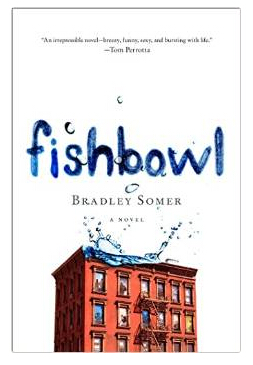 "An irrepressible novel—breezy, funny, sexy, and bursting with life."
—Tom Perrotta
fishbowl
BRADLEY SOMER
A NOVEL